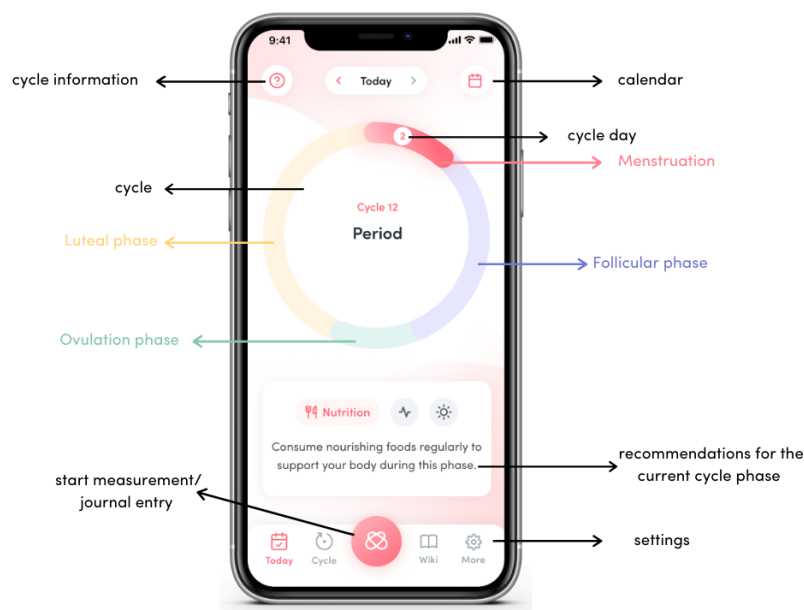 9:41
cycle information
Today
calendar
2
cycle day
Menstruation
cycle
Cycle 12
Period
Luteal phase
Follicular phase
Ovulation phase
Nutrition
Consume nourishing foods regularly to
support your body during this phase.
recommendations for the
current cycle phase
start measurement/
journal entry
settings
Today
Cycle
Wiki
More